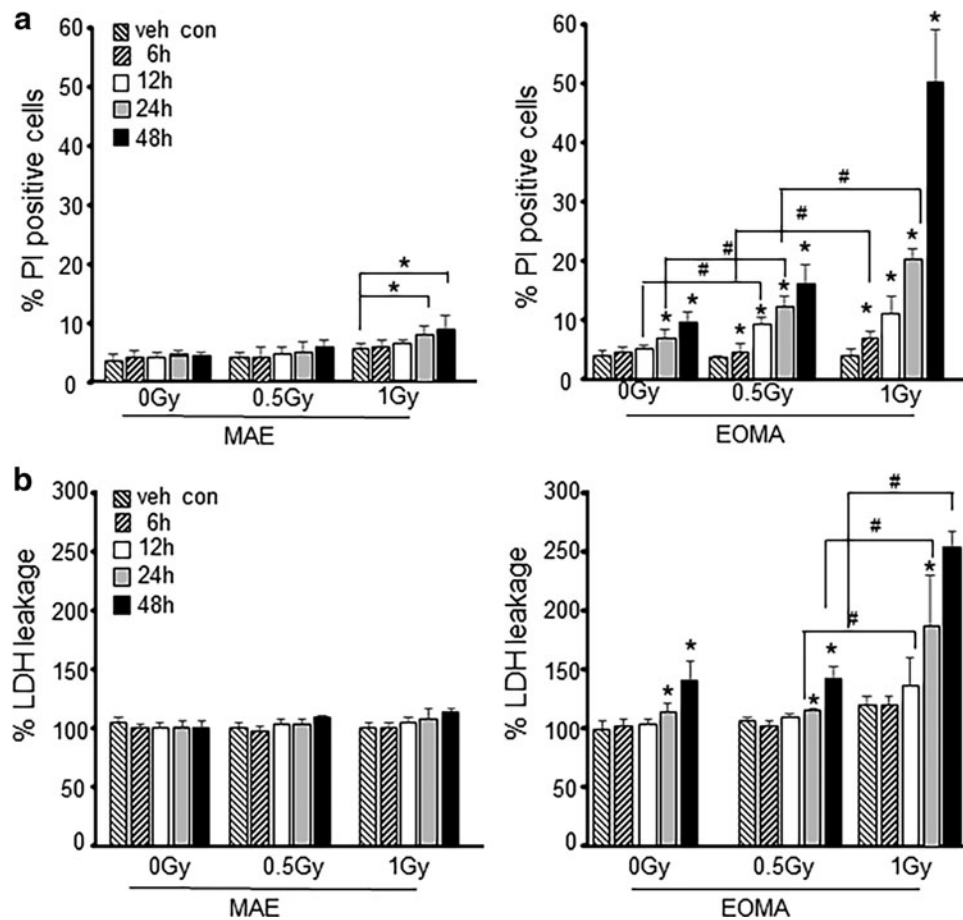 a
% PI positive cells
60
50
40
30
20
10
0
veh con
6h
12h
24h
48h
*
*
0Gy
0.5Gy
1Gy
MAE
% PI positive cells
60
50
40
30
20
10
0
*
#
#
#
#
*
*
*
*
*
*
*
*
*
0Gy
0.5Gy
1Gy
EOMA
b
% LDH leakage
300
250
200
150
100
50
0
veh con
6h
12h
24h
48h
0Gy
0.5Gy
1Gy
MAE
% LDH leakage
300
250
200
150
100
50
0
#
#
#
*
*
*
*
*
0Gy
0.5Gy
1Gy
EOMA